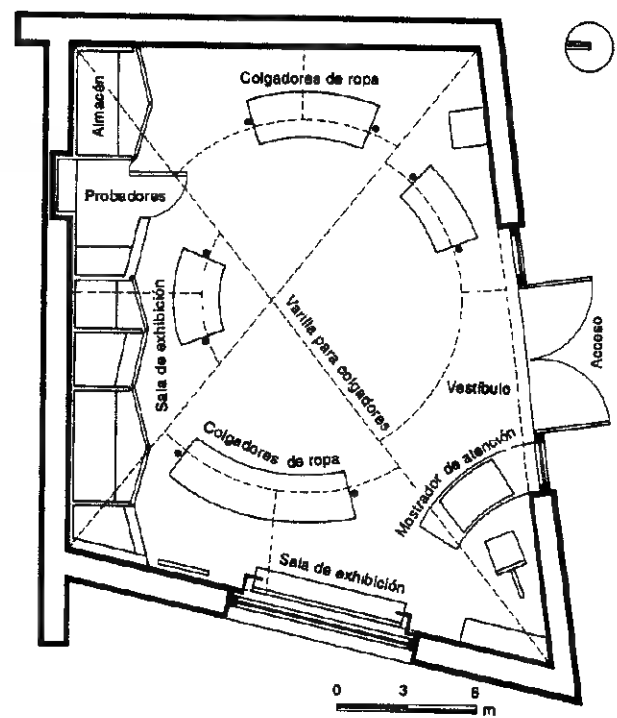 Colgadores de ropa
Almacén
Probadores
Sala de exhibición
Varilla para colgadores
Acceso
Vestíbulo
Colgadores de ropa
Mostrador de atención
Sala de exhibición
0 3 6
m